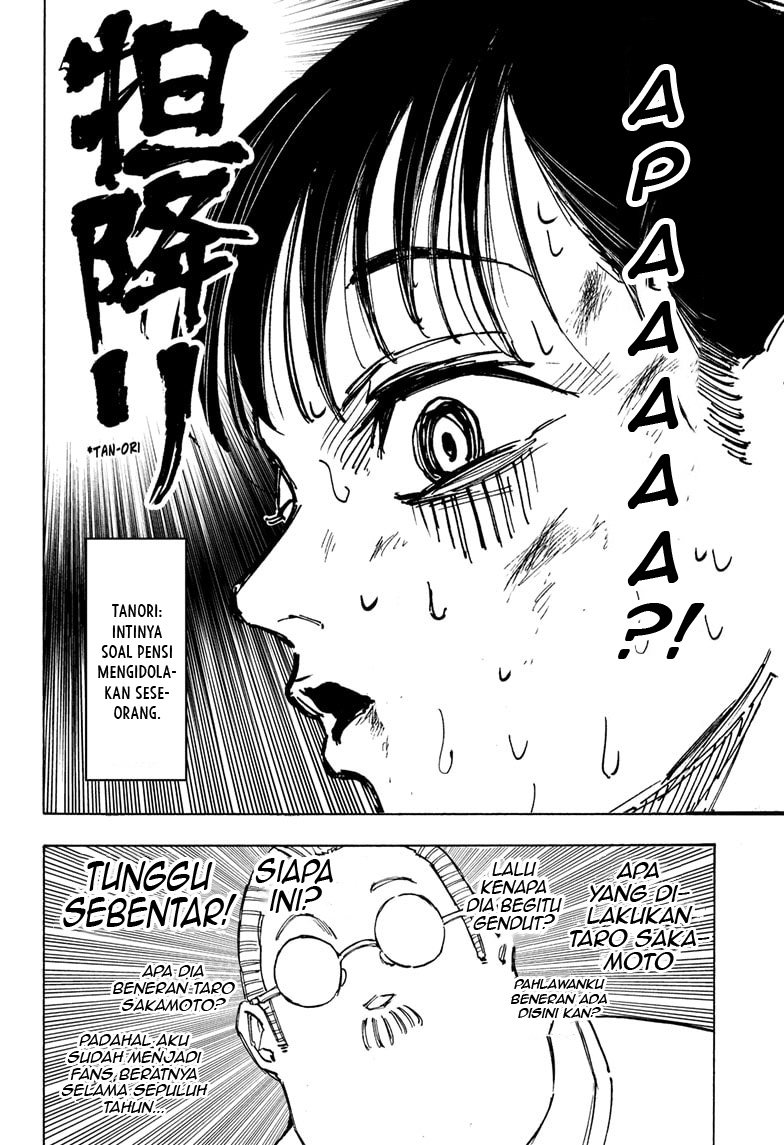 APAAAAA?!
担降り
*TAN-ORI
TANORI:
INTINYA
SOAL PENSI
MENGIDOLA-
KAN SESE-
ORANG.
APA
YANG DI-
LAKUKAN
TARO SAKA-
MOTO
LALU
KENAPA
DIA BEGITU
GENDUT?
PAHLAWANKU
BENERAN ADA
DISINI KAN?
SIAPA
INI?
TUNGGU
SEBENTAR!
APA DIA
BENERAN TARO
SAKAMOTO?
PADAHAL AKU
SUDAH MENJADI
FANS BERATNYA
SELAMA SEPULUH
TAHUN...